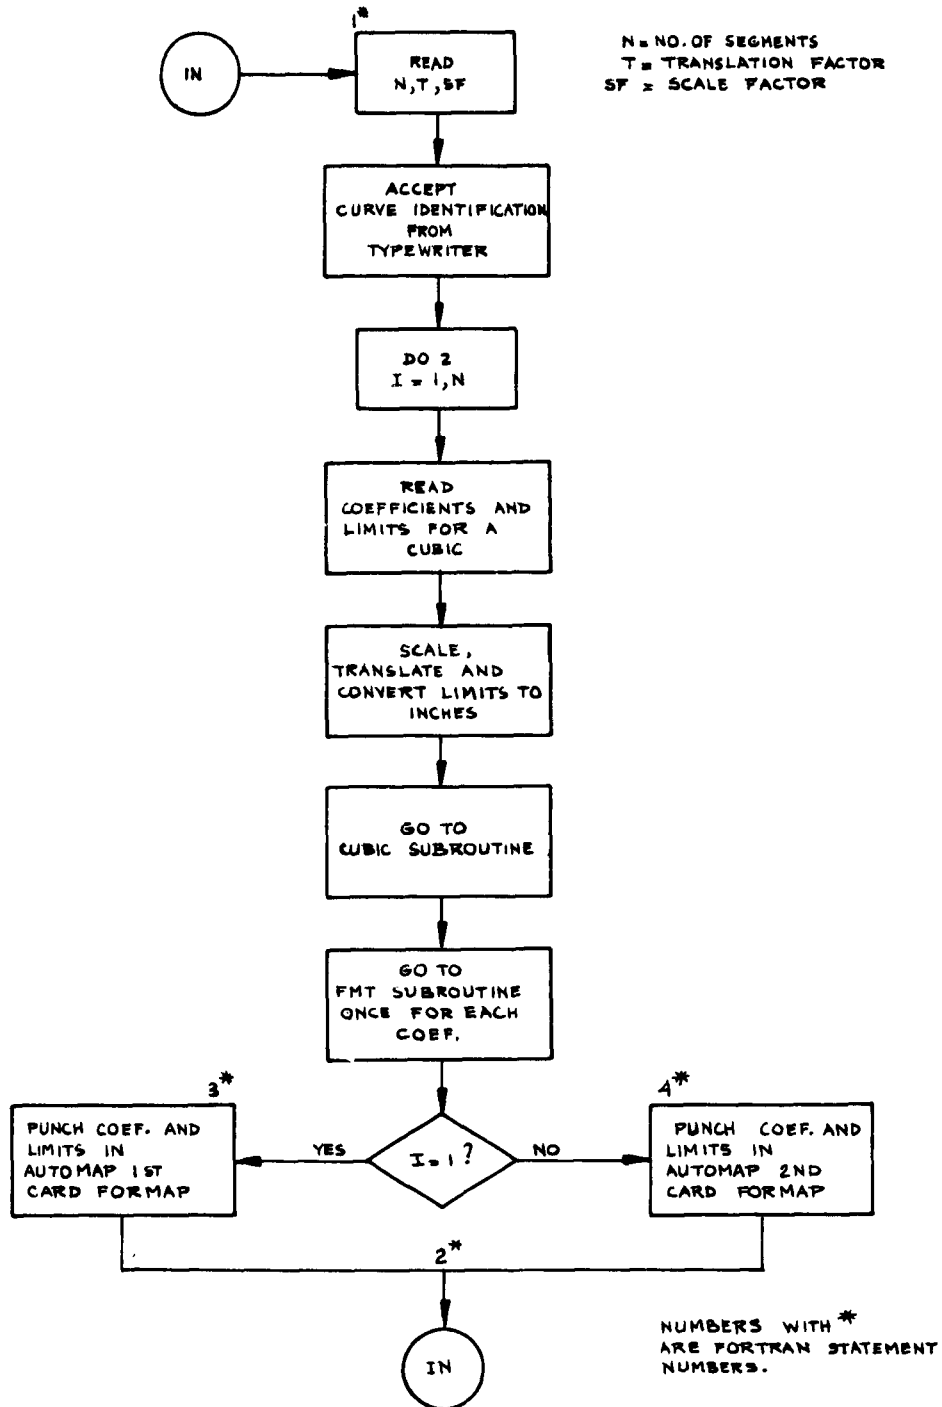 1*
IN
READ
N,T,SF
N = NO. OF SEGMENTS
T = TRANSLATION FACTOR
SF = SCALE FACTOR
ACCEPT
CURVE IDENTIFICATION
FROM
TYPEWRITER
DO 2
I = 1,N
READ
COEFFICIENTS AND
LIMITS FOR A
CUBIC
SCALE,
TRANSLATE AND
CONVERT LIMITS TO
INCHES
GO TO
CUBIC SUBROUTINE
GO TO
FMT SUBROUTINE
ONCE FOR EACH
COEF.
3*
PUNCH COEF. AND
LIMITS IN
AUTOMAP 1ST
CARD FORMAP
YES
I = 1 ?
NO
4*
PUNCH COEF. AND
LIMITS IN
AUTOMAP 2ND
CARD FORMAP
2*
IN
NUMBERS WITH *
ARE FORTRAN STATEMENT
NUMBERS.